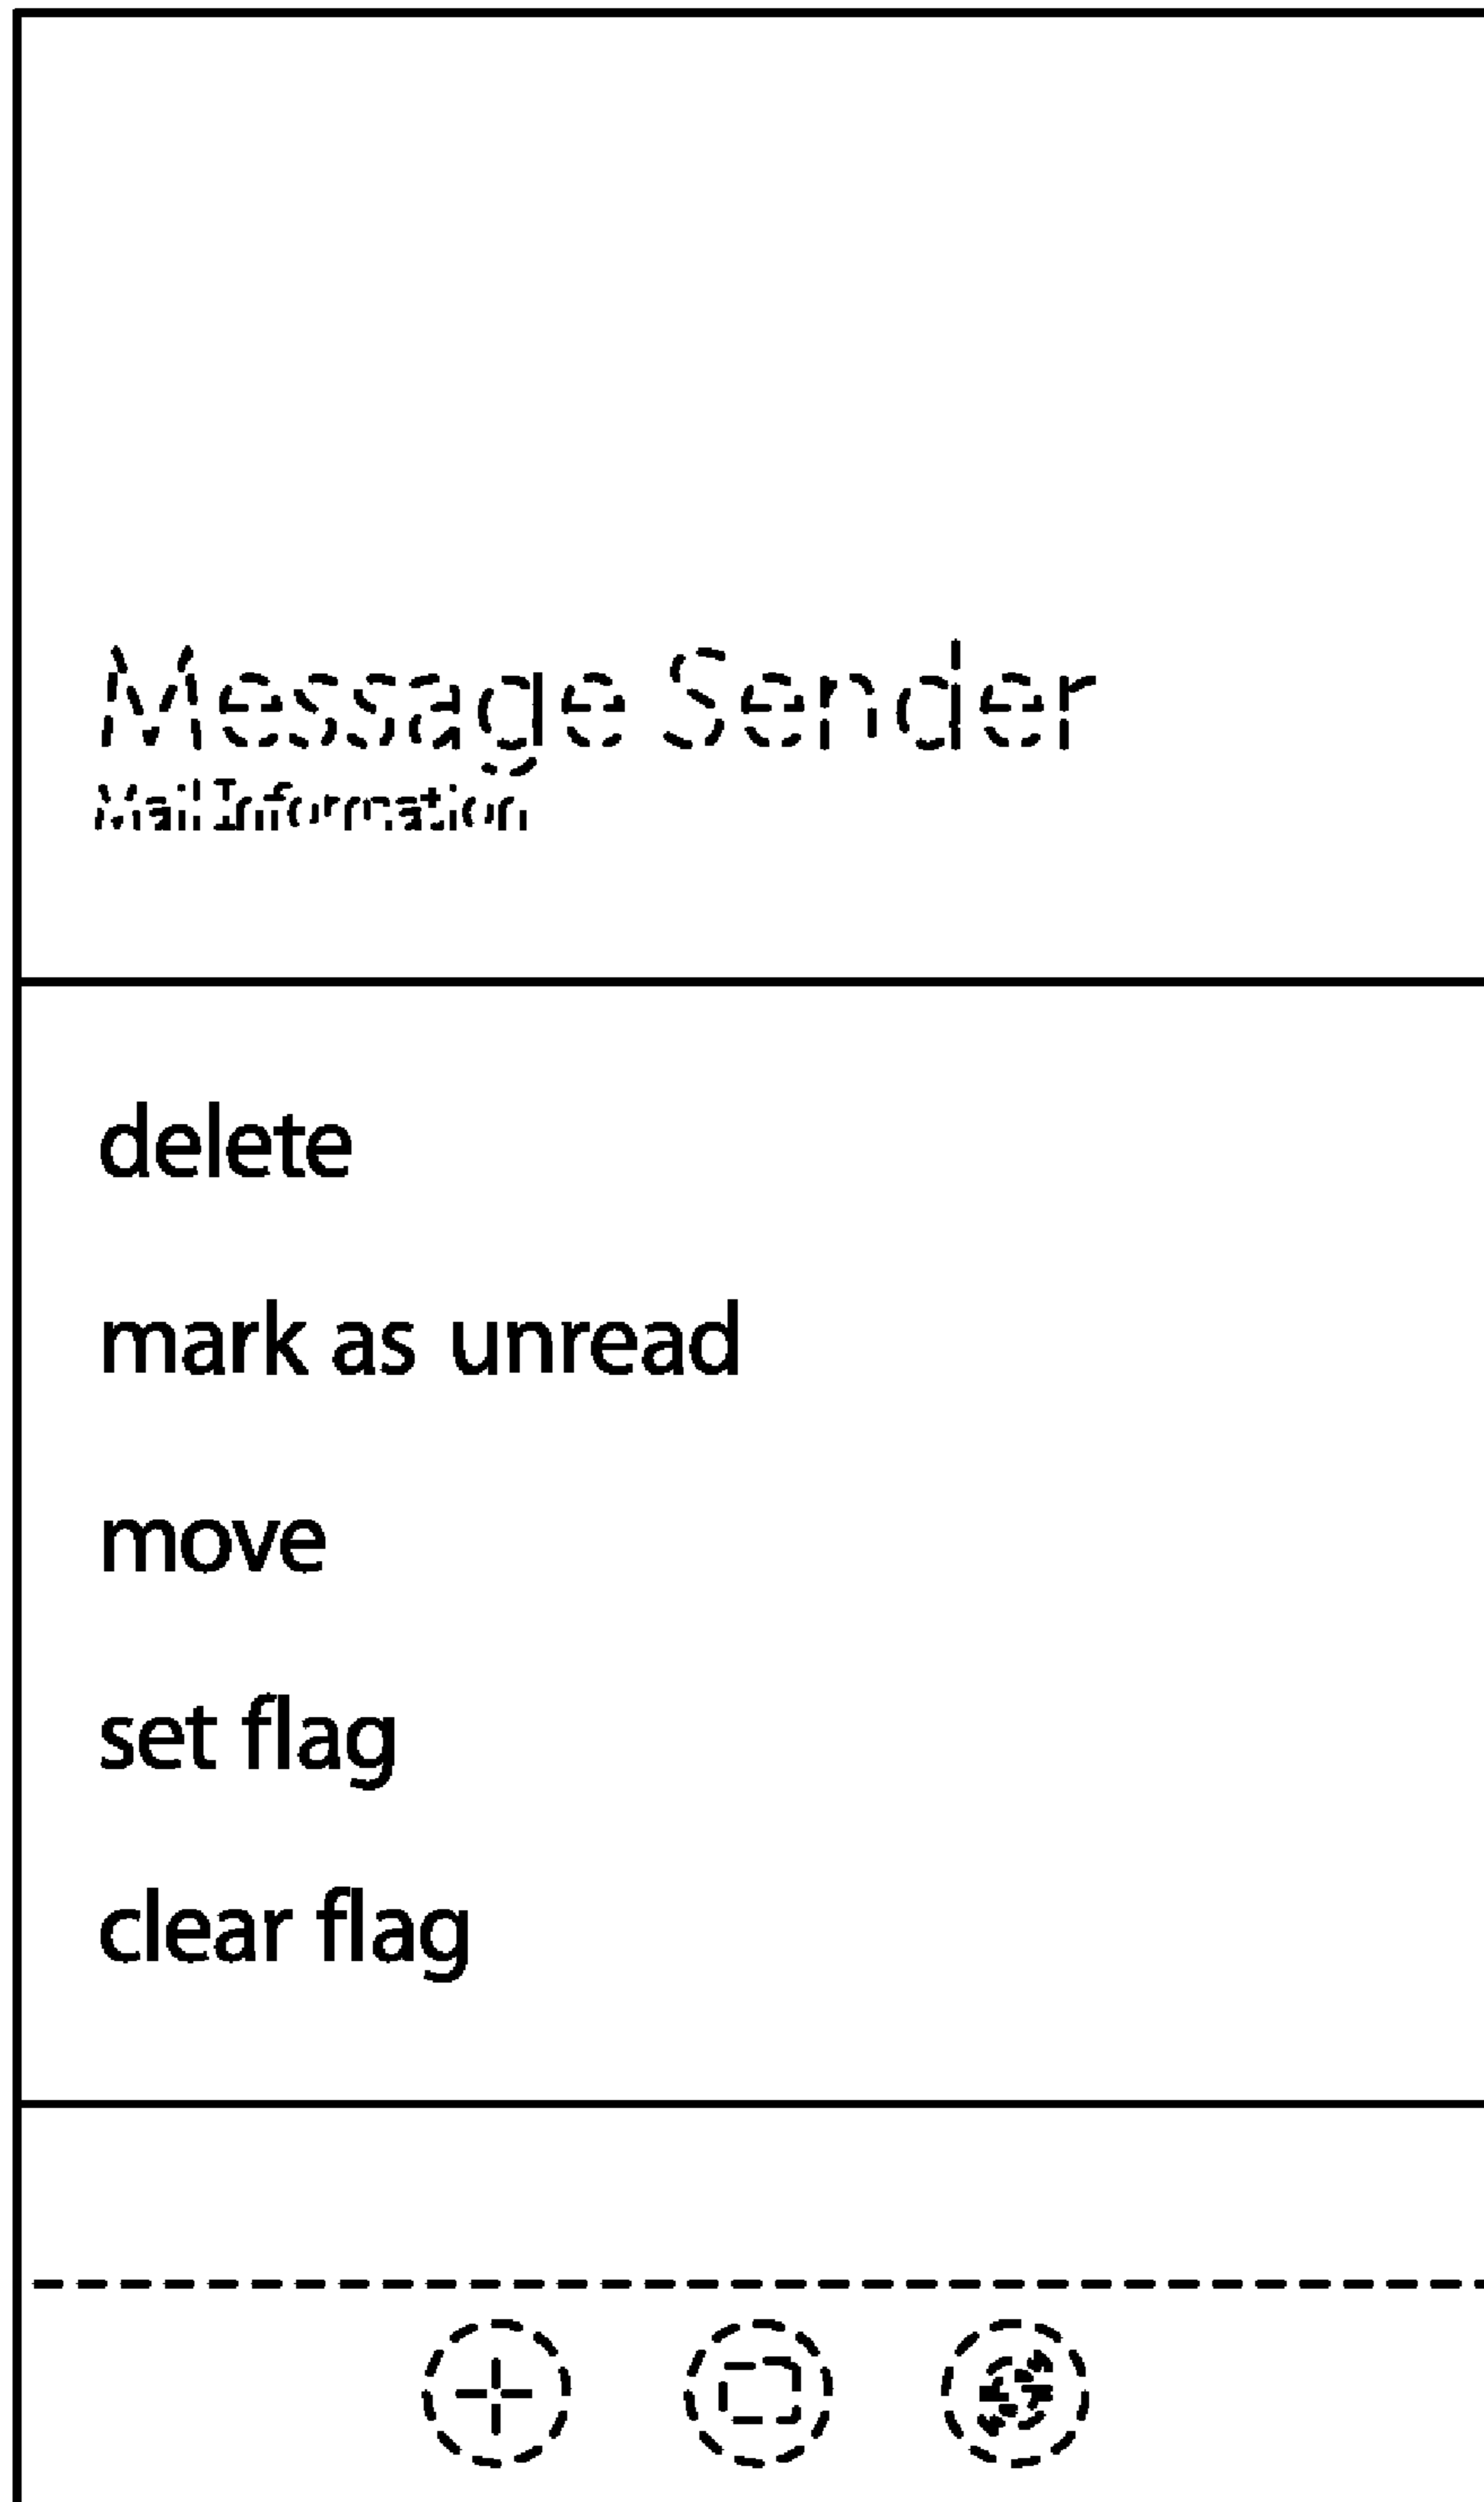 Message Sender
Mail Information
delete
mark as unread
move
set flag
clear flag